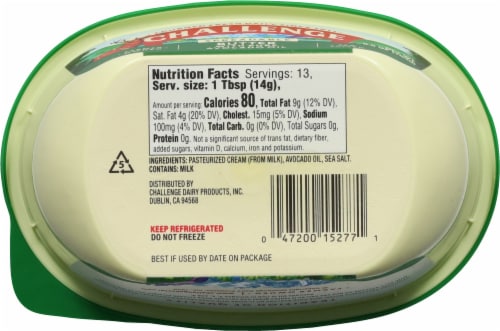 CHALLENGE
BUTTER
Nutrition Facts Servings: 13,
Serv. size: 1 Tbsp (14g),
Amount per serving: Calories 80, Total Fat 9g (12% DV),
Sat. Fat 4g (20% DV), Cholest. 15mg (5% DV), Sodium
100mg (4% DV), Total Carb. 0g (0% DV), Total Sugars 0g,
Protein 0g. Not a significant source of trans fat, dietary fiber,
added sugars, vitamin D, calcium, iron and potassium.
INGREDIENTS: PASTEURIZED CREAM (FROM MILK), AVOCADO OIL, SEA SALT.
CONTAINS: MILK
5
DISTRIBUTED BY
CHALLENGE DAIRY PRODUCTS, INC.
DUBLIN, CA 94568
KEEP REFRIGERATED
DO NOT FREEZE
0 47200 15277 1
BEST IF USED BY DATE ON PACKAGE